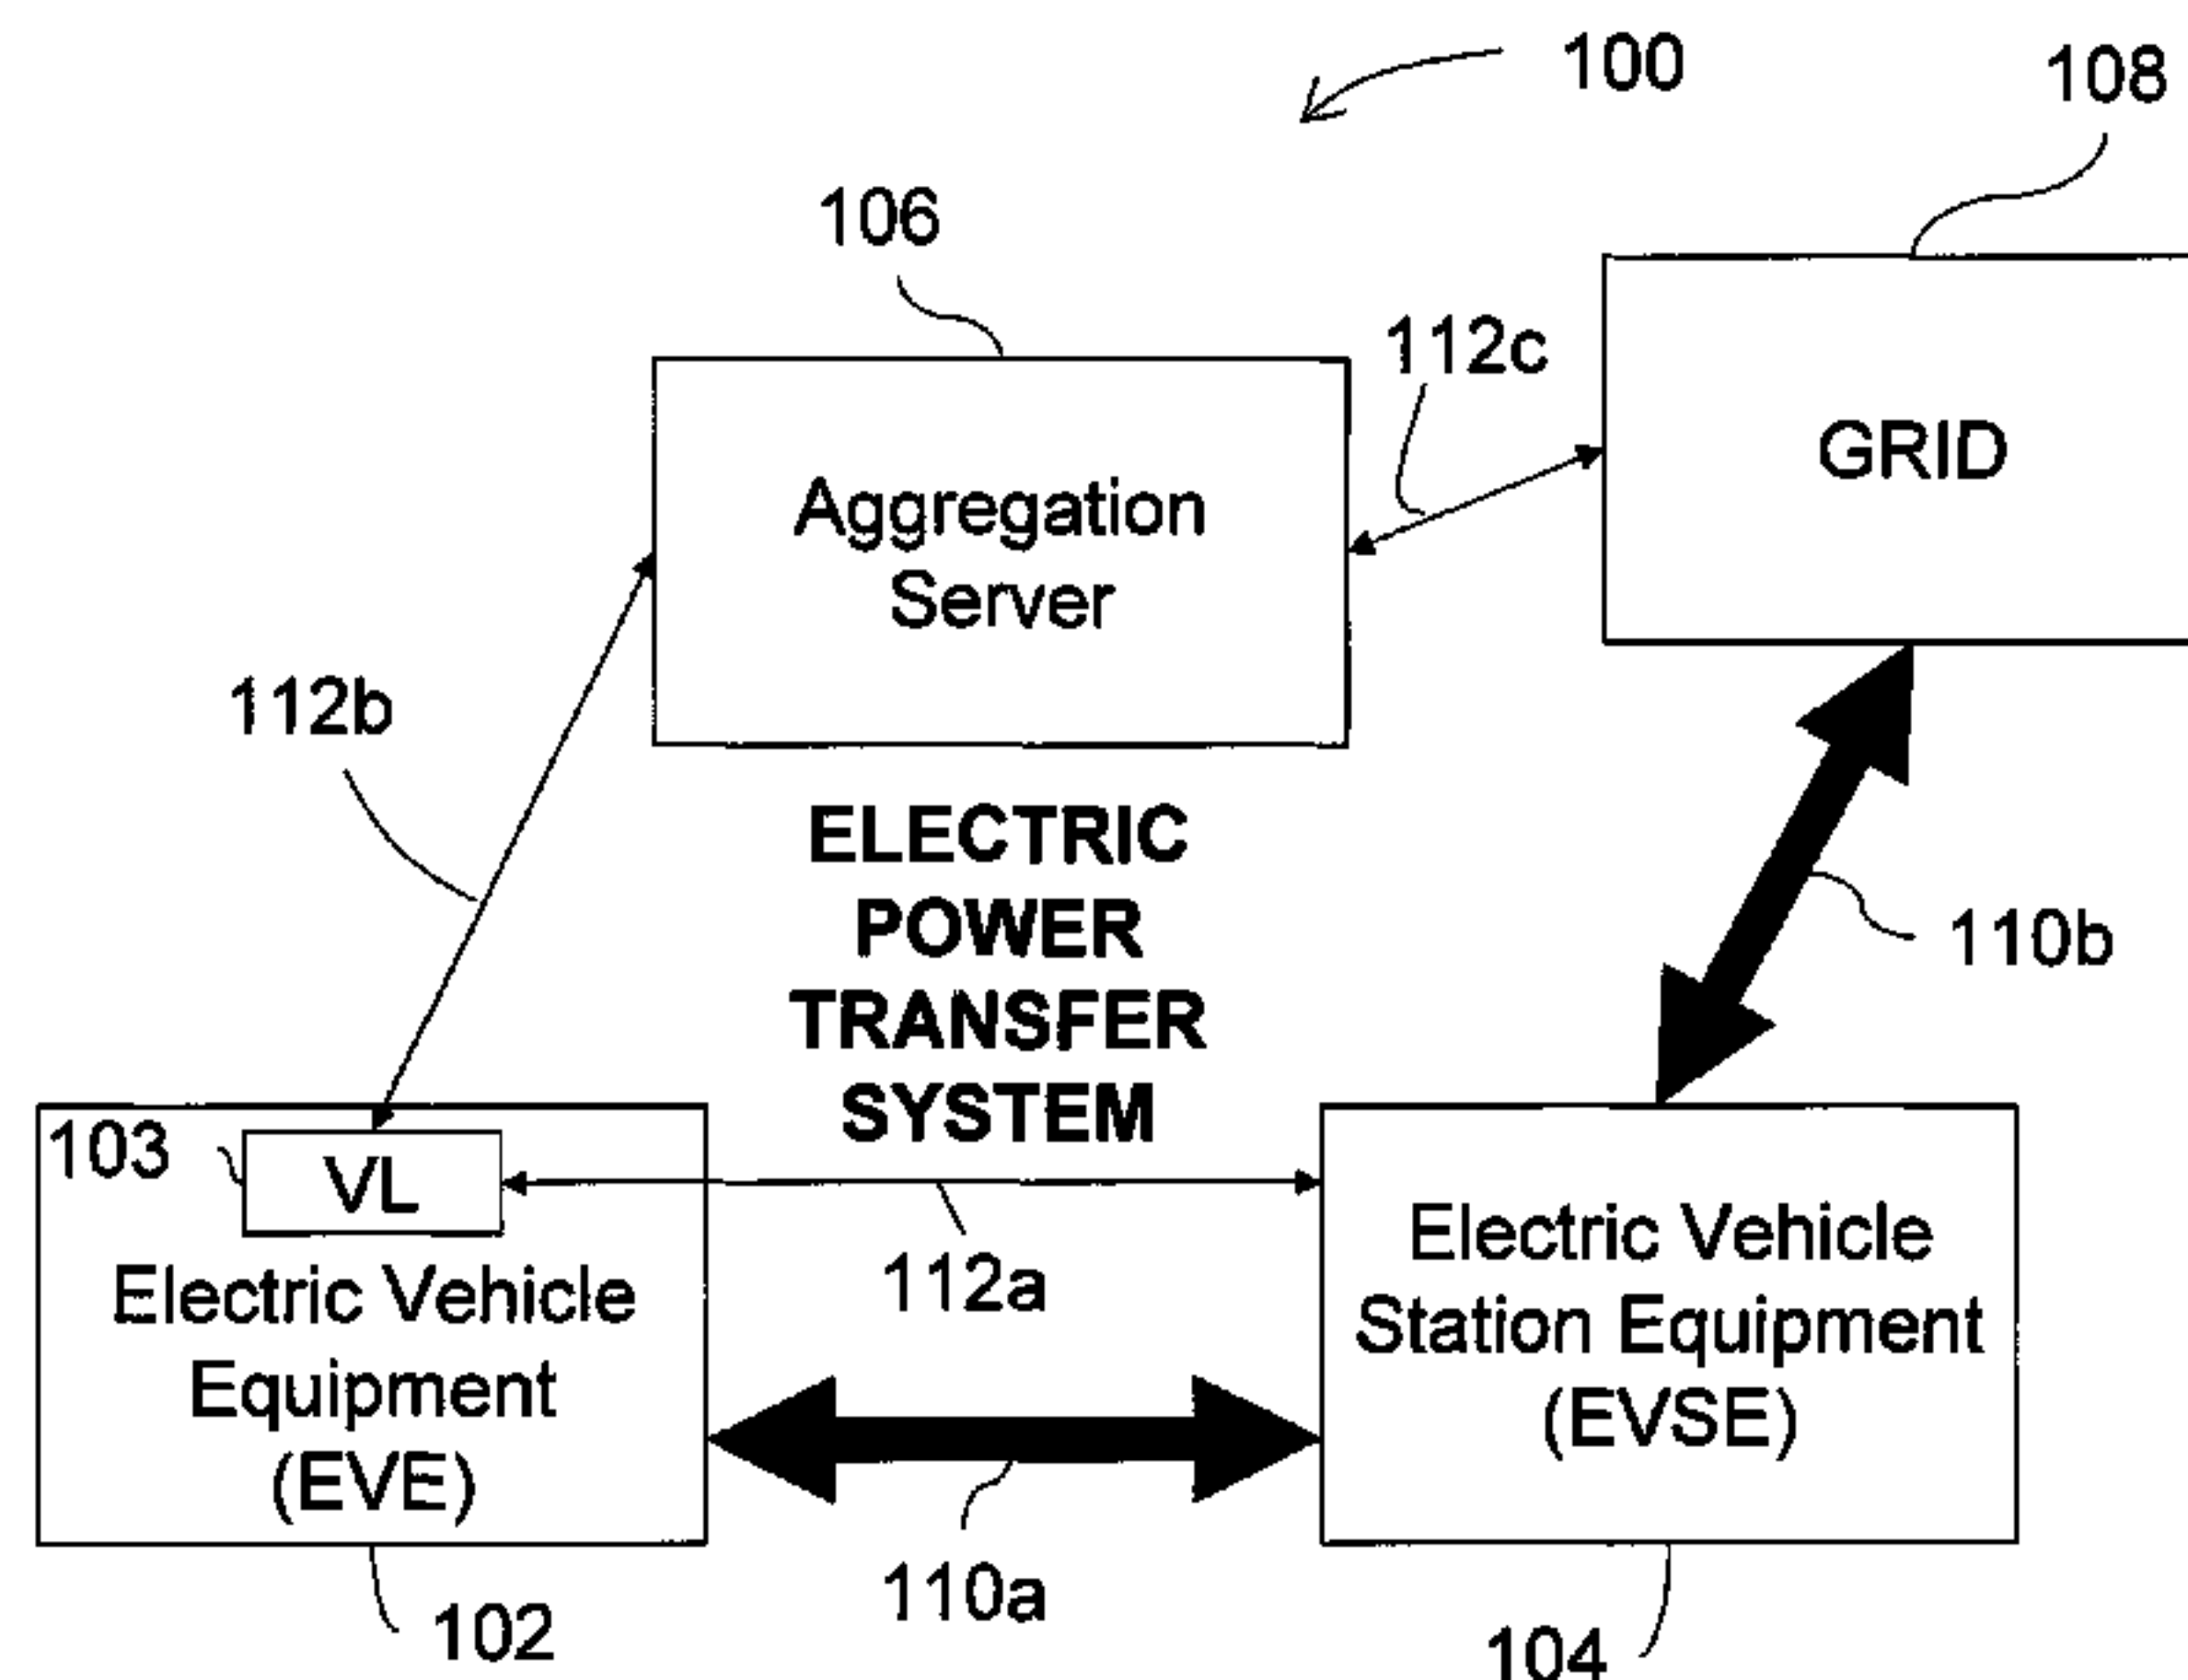 100
108
106
112c
GRID
Aggregation
Server
112b
ELECTRIC
POWER
TRANSFER
SYSTEM
110b
103
VL
Electric Vehicle
Equipment
(EVE)
112a
Electric Vehicle
Station Equipment
(EVSE)
110a
102
104